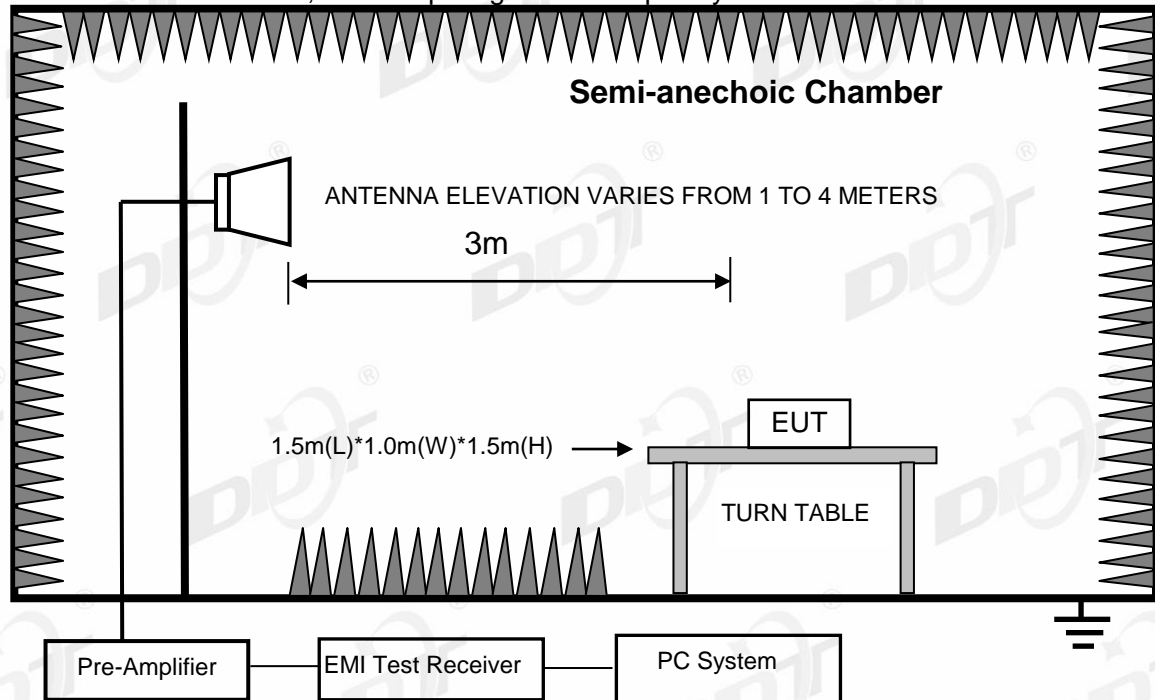 Semi-anechoic Chamber
ANTENNA ELEVATION VARIES FROM 1 TO 4 METERS
3m
1.5m(L)*1.0m(W)*1.5m(H)
EUT
TURN TABLE
Pre-Amplifier
EMI Test Receiver
PC System
DDT®